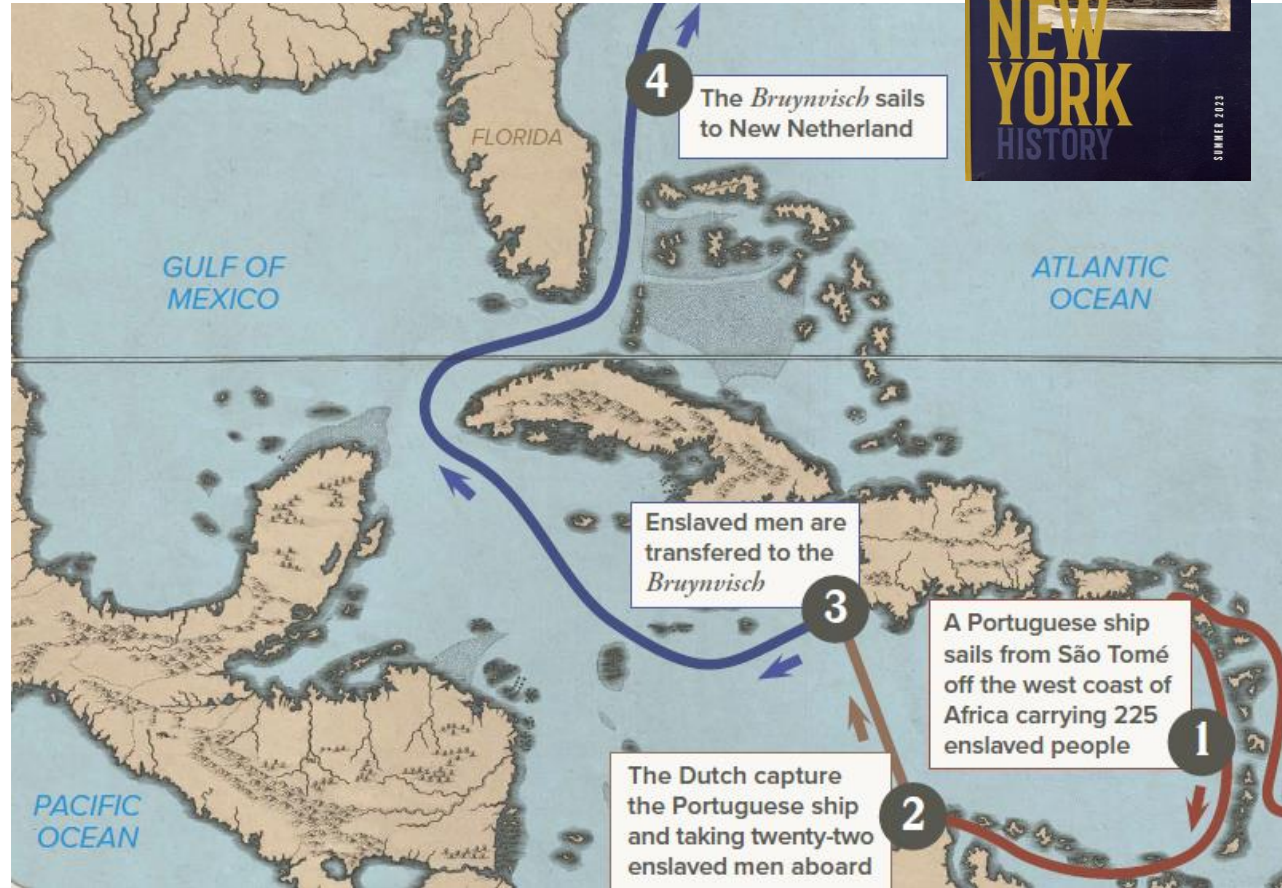 NEW
YORK
HISTORY
SUMMER 2023
4
The Bruynvisch sails
to New Netherland
FLORIDA
GULF OF
MEXICO
ATLANTIC
OCEAN
Enslaved men are
transfered to the
Bruynvisch
3
A Portuguese ship
sails from São Tomé
off the west coast of
Africa carrying 225
enslaved people
1
The Dutch capture
the Portuguese ship
and taking twenty-two
enslaved men aboard
2
PACIFIC
OCEAN